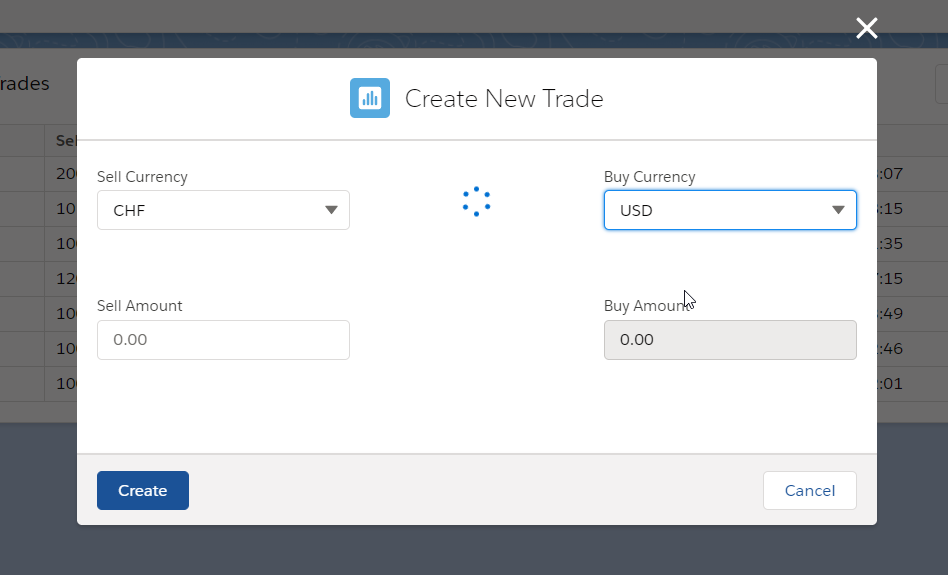 rades
Create New Trade
Sel
Sell Currency
Buy Currency
20
:07
CHF
USD
10
:15
10
:35
12
:15
Sell Amount
Buy Amount
10
:49
0.00
0.00
10
:46
10
:01
Create
Cancel